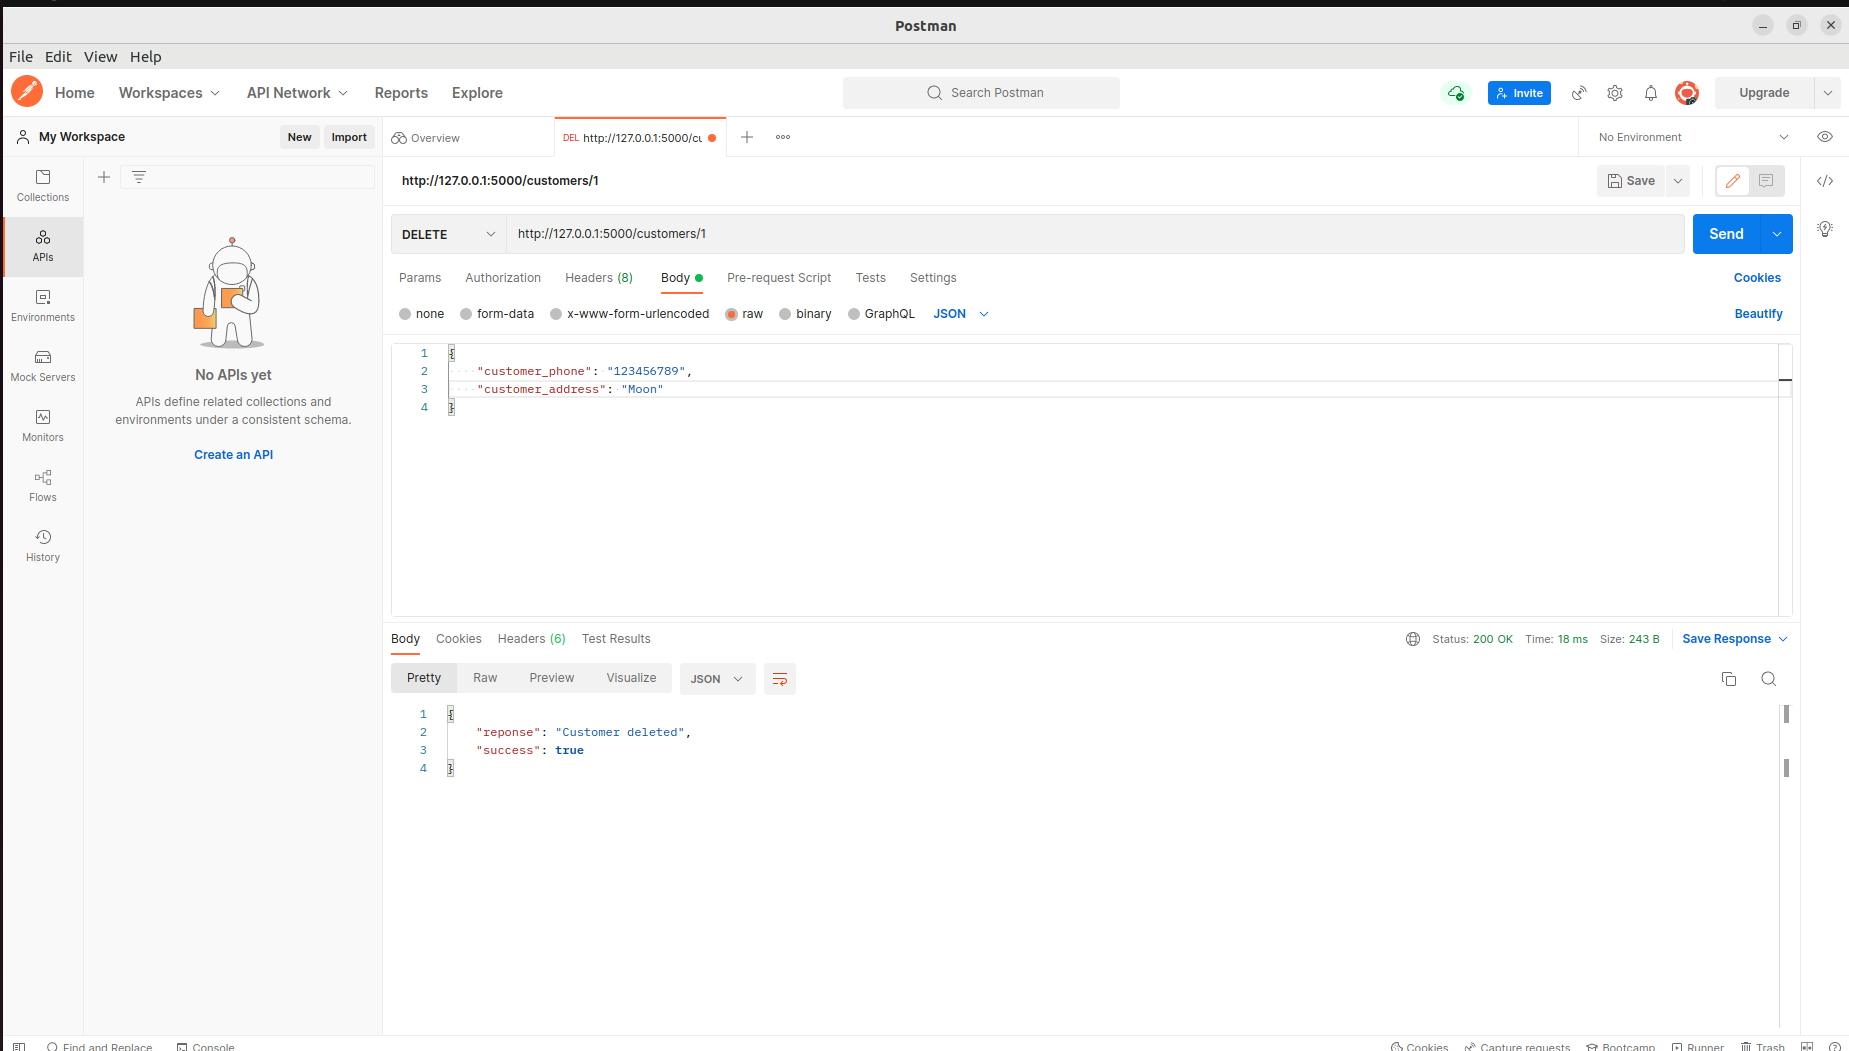 Postman
File Edit View Help
Home Workspaces API Network Reports Explore Search Postman Invite Upgrade
My Workspace New Import Overview DEL http://127.0.0.1:5000/cu No Environment
http://127.0.0.1:5000/customers/1 Save
Collections
DELETE http://127.0.0.1:5000/customers/1 Send
APIs
Params Authorization Headers (8) Body Pre-request Script Tests Settings Cookies
Environments
none form-data x-www-form-urlencoded raw binary GraphQL JSON Beautify
1 {
2 "customer_phone": "123456789",
3 "customer_address": "Moon"
4 }
Mock Servers
No APIs yet
APIs define related collections and
environments under a consistent schema.
Create an API
Monitors
Flows
History
Body Cookies Headers (6) Test Results Status: 200 OK Time: 18 ms Size: 243 B Save Response
Pretty Raw Preview Visualize JSON
1 {
2 "reponse": "Customer deleted",
3 "success": true
4 }
Find and Replace Console Cookies Capture requests Bootcamp Runner Trash